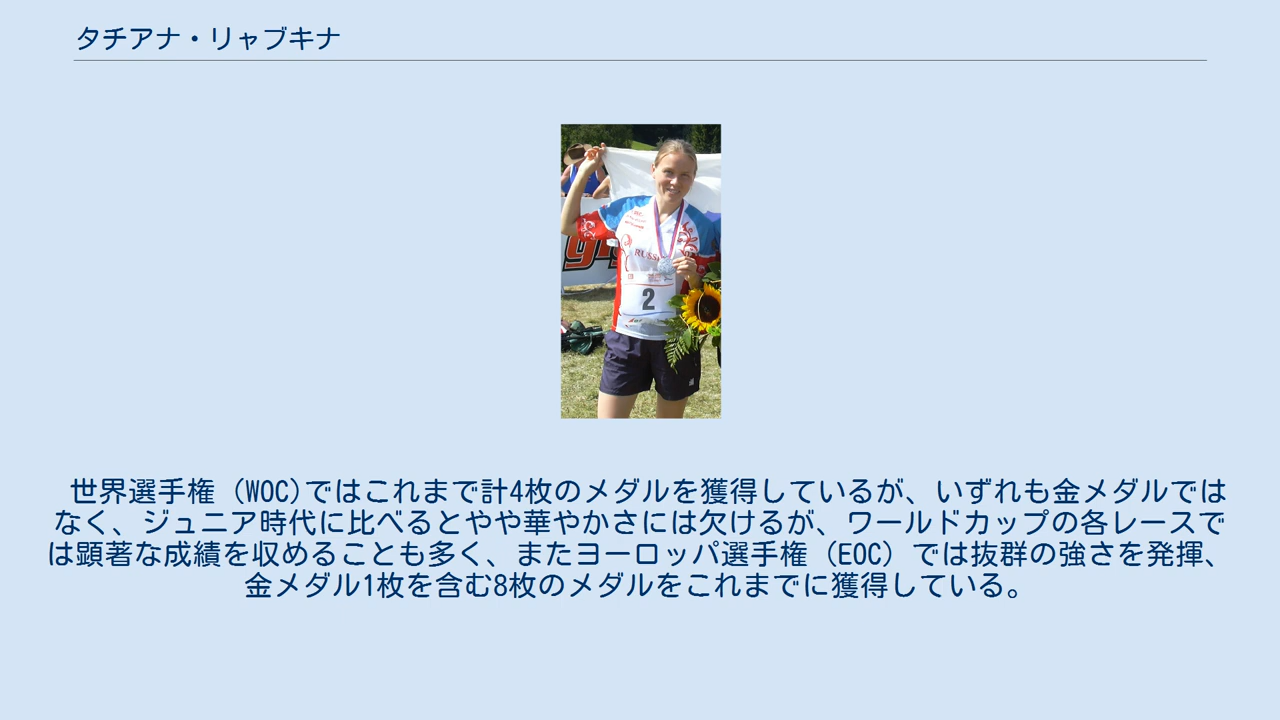 タチアナ・リャブキナ
RUSSI
2
世界選手権 (WOC)ではこれまで計4枚のメダルを獲得しているが、いずれも金メダルでは
なく、ジュニア時代に比べるとやや華やかさには欠けるが、ワールドカップの各レースで
は顕著な成績を収めることも多く、またヨーロッパ選手権（EOC）では抜群の強さを発揮、
金メダル1枚を含む8枚のメダルをこれまでに獲得している。